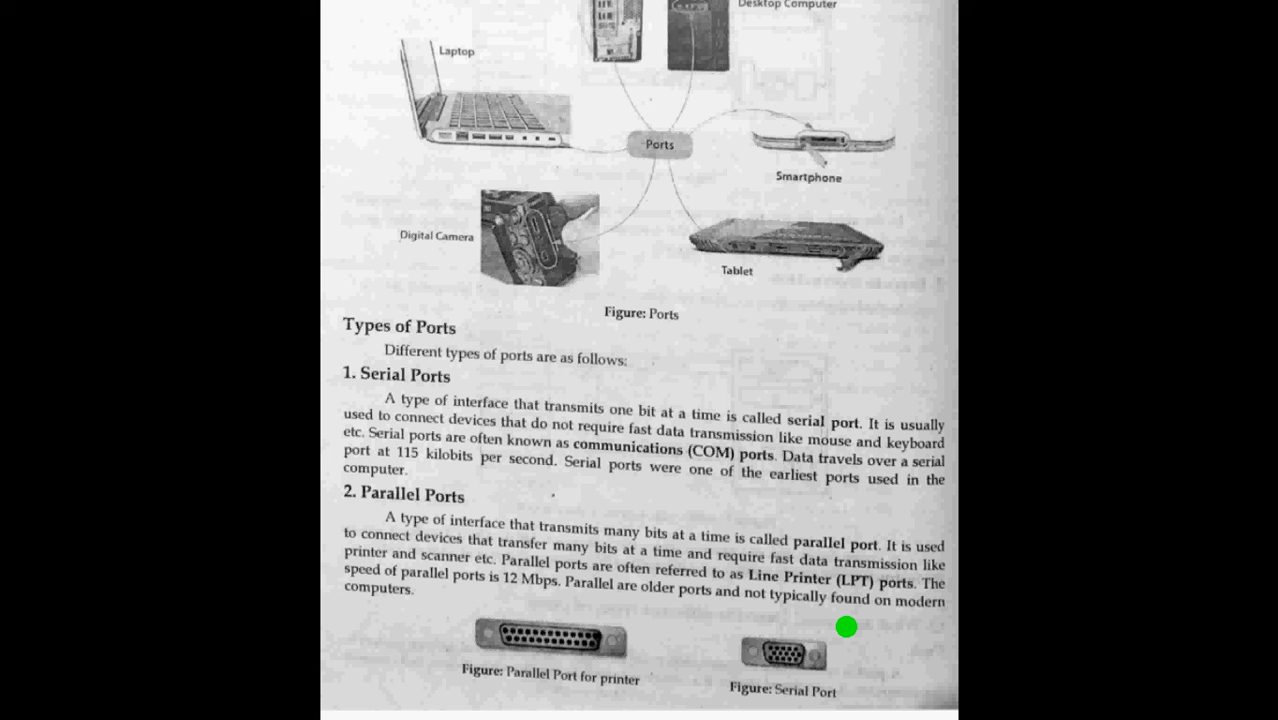 Desktop Computer
Laptop
Ports
Smartphone
Digital Camera
Tablet
Figure: Ports
Types of Ports
Different types of ports are as follows:
1. Serial Ports
A type of interface that transmits one bit at a time is called serial port. It is usually
used to connect devices that do not require fast data transmission like mouse and keyboard
etc. Serial ports are often known as communications (COM) ports. Data travels over a serial
port at 115 kilobits per second. Serial ports were one of the earliest ports used in the
computer.
2. Parallel Ports
A type of interface that transmits many bits at a time is called parallel port. It is used
to connect devices that transfer many bits at a time and require fast data transmission like
printer and scanner etc. Parallel ports are often referred to as Line Printer (LPT) ports. The
speed of parallel ports is 12 Mbps. Parallel are older ports and not typically found on modern
computers.
Figure: Parallel Port for printer
Figure: Serial Port